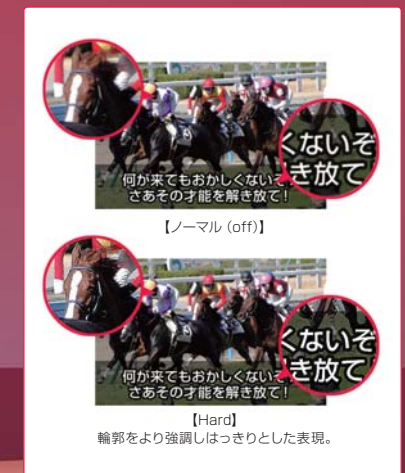 くないぞ
き放て
何が来てもおかしくないぞ
さあその才能を解き放て！
【ノーマル（off）】
くないぞ
き放て
何が来てもおかしくないぞ
さあその才能を解き放て！
【Hard】
輪郭をより強調しはっきりとした表現。